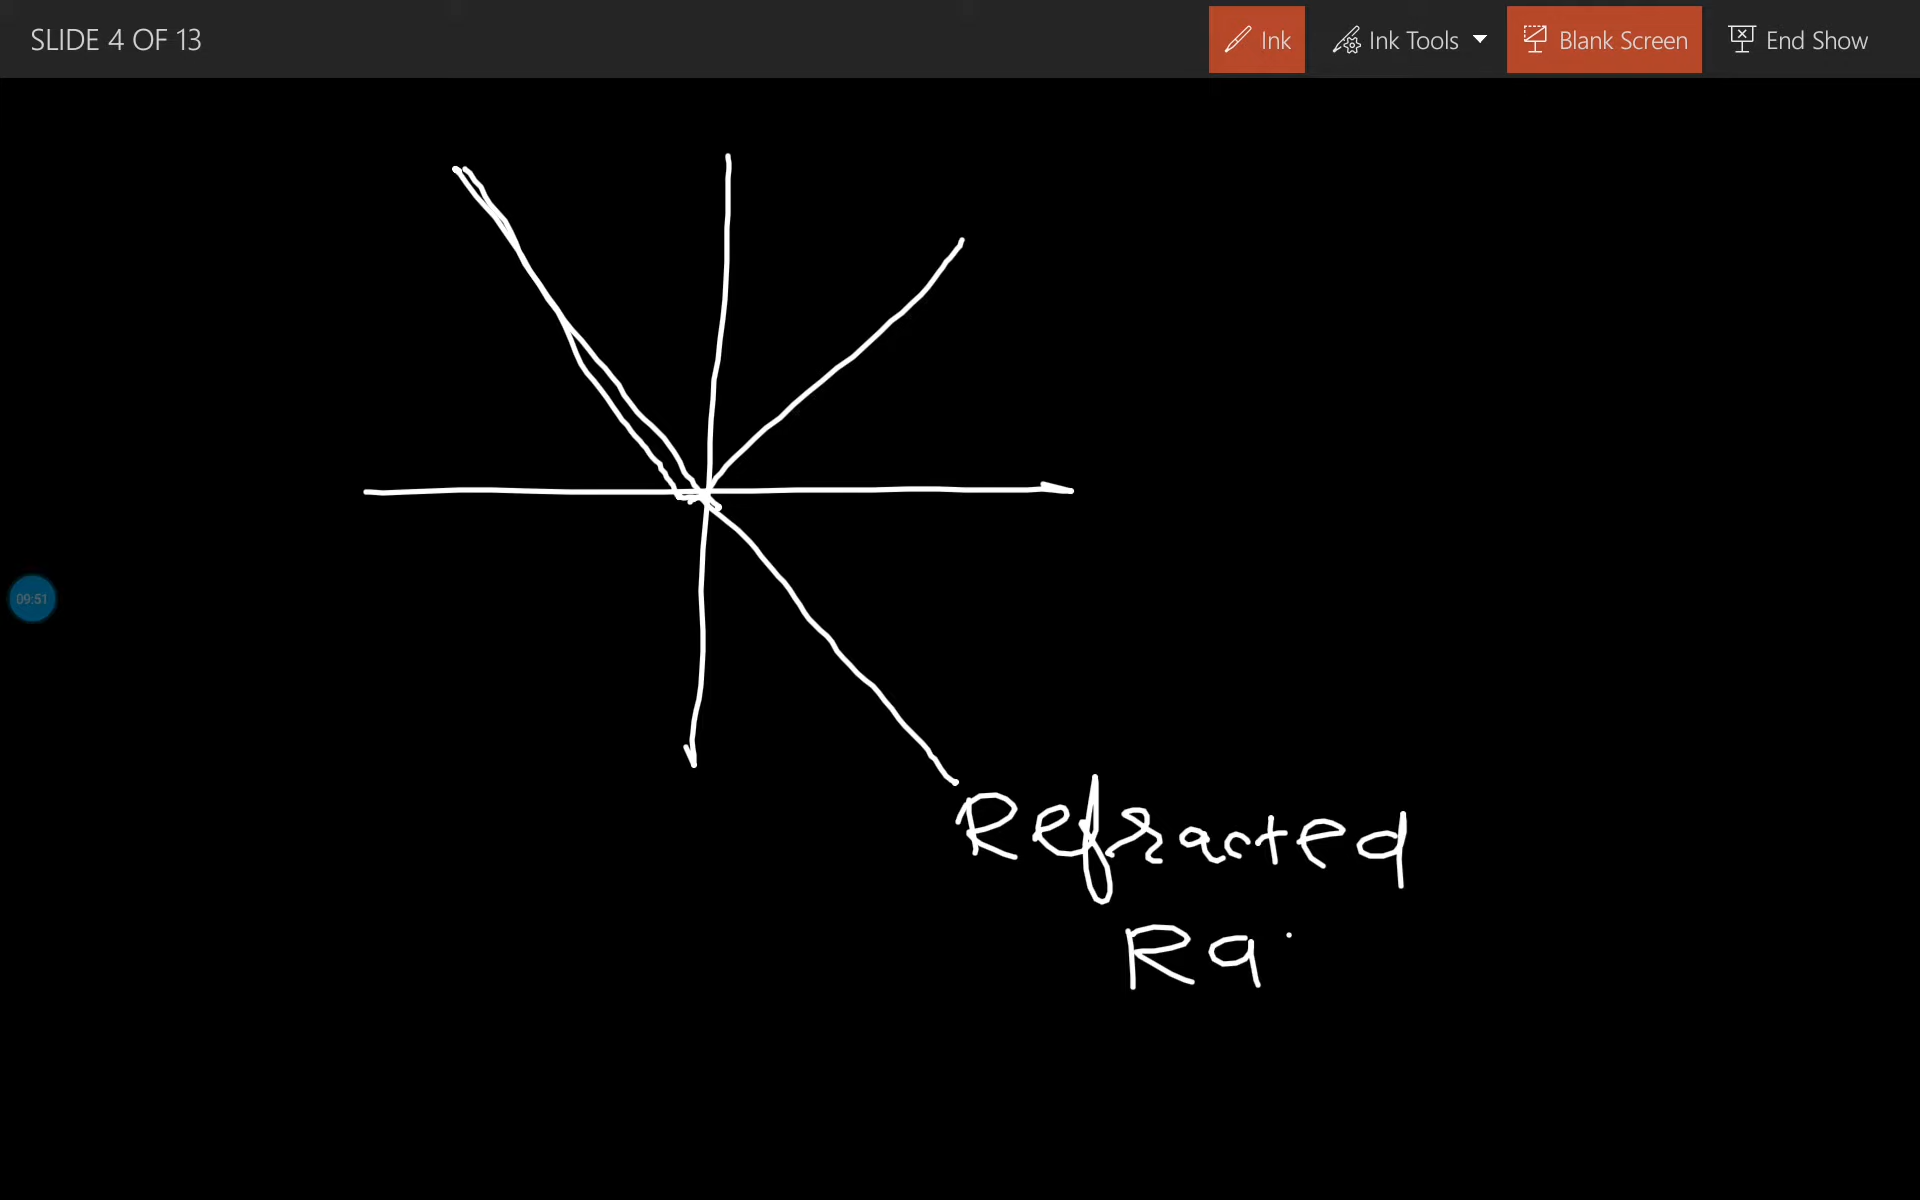 SLIDE 4 OF 13
Ink
Ink Tools
Blank Screen
End Show
09:51
Refracted
Ra